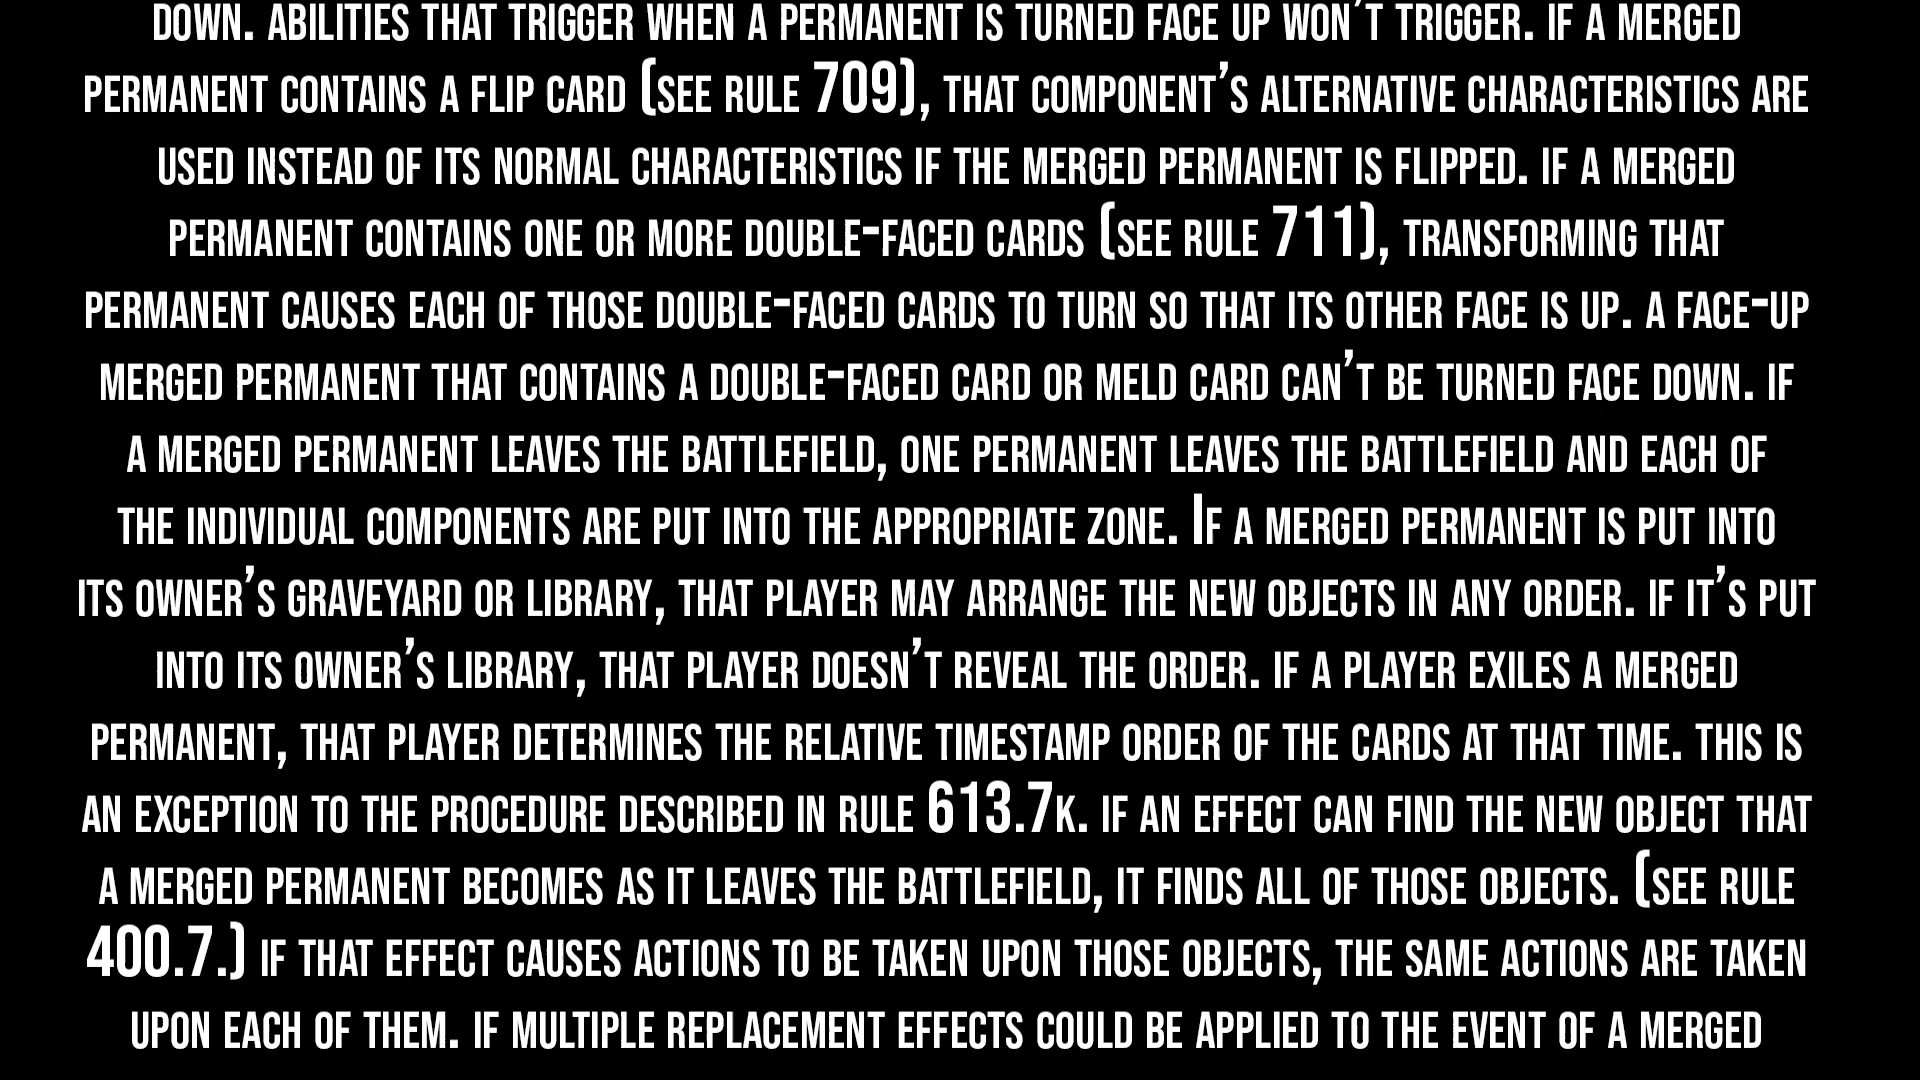 DOWN. ABILITIES THAT TRIGGER WHEN A PERMANENT IS TURNED FACE UP WON'T TRIGGER. IF A MERGED
PERMANENT CONTAINS A FLIP CARD (SEE RULE 709), THAT COMPONENT'S ALTERNATIVE CHARACTERISTICS ARE
USED INSTEAD OF ITS NORMAL CHARACTERISTICS IF THE MERGED PERMANENT IS FLIPPED. IF A MERGED
PERMANENT CONTAINS ONE OR MORE DOUBLE-FACED CARDS (SEE RULE 711), TRANSFORMING THAT
PERMANENT CAUSES EACH OF THOSE DOUBLE-FACED CARDS TO TURN SO THAT ITS OTHER FACE IS UP. A FACE-UP
MERGED PERMANENT THAT CONTAINS A DOUBLE-FACED CARD OR MELD CARD CAN'T BE TURNED FACE DOWN. IF
A MERGED PERMANENT LEAVES THE BATTLEFIELD, ONE PERMANENT LEAVES THE BATTLEFIELD AND EACH OF
THE INDIVIDUAL COMPONENTS ARE PUT INTO THE APPROPRIATE ZONE. IF A MERGED PERMANENT IS PUT INTO
ITS OWNER'S GRAVEYARD OR LIBRARY, THAT PLAYER MAY ARRANGE THE NEW OBJECTS IN ANY ORDER. IF IT'S PUT
INTO ITS OWNER'S LIBRARY, THAT PLAYER DOESN'T REVEAL THE ORDER. IF A PLAYER EXILES A MERGED
PERMANENT, THAT PLAYER DETERMINES THE RELATIVE TIMESTAMP ORDER OF THE CARDS AT THAT TIME. THIS IS
AN EXCEPTION TO THE PROCEDURE DESCRIBED IN RULE 613.7K. IF AN EFFECT CAN FIND THE NEW OBJECT THAT
A MERGED PERMANENT BECOMES AS IT LEAVES THE BATTLEFIELD, IT FINDS ALL OF THOSE OBJECTS. (SEE RULE
400.7.) IF THAT EFFECT CAUSES ACTIONS TO BE TAKEN UPON THOSE OBJECTS, THE SAME ACTIONS ARE TAKEN
UPON EACH OF THEM. IF MULTIPLE REPLACEMENT EFFECTS COULD BE APPLIED TO THE EVENT OF A MERGED